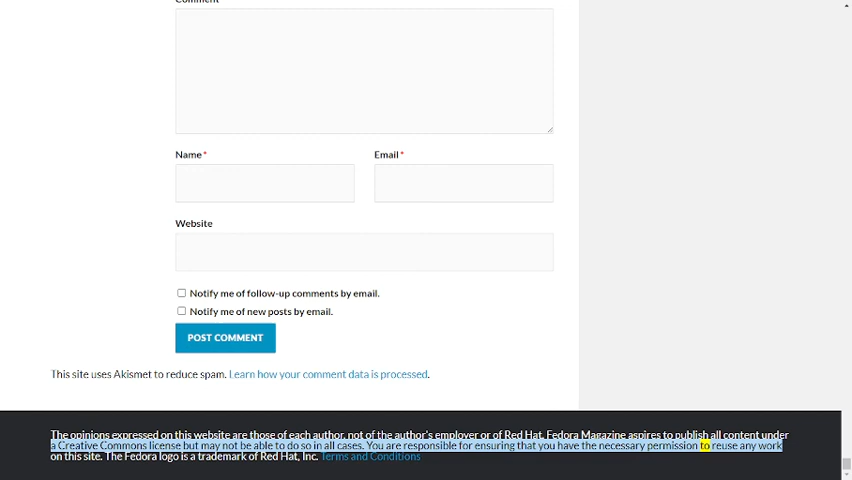 Comment
Name *
Email *
Website
Notify me of follow-up comments by email.
Notify me of new posts by email.
POST COMMENT
This site uses Akismet to reduce spam. Learn how your comment data is processed.
The opinions expressed on this website are those of each author, not of the author's employer or of Red Hat. Fedora Magazine aspires to publish all content under
a Creative Commons license but may not be able to do so in all cases. You are responsible for ensuring that you have the necessary permission to reuse any work
on this site. The Fedora logo is a trademark of Red Hat, Inc. Terms and Conditions